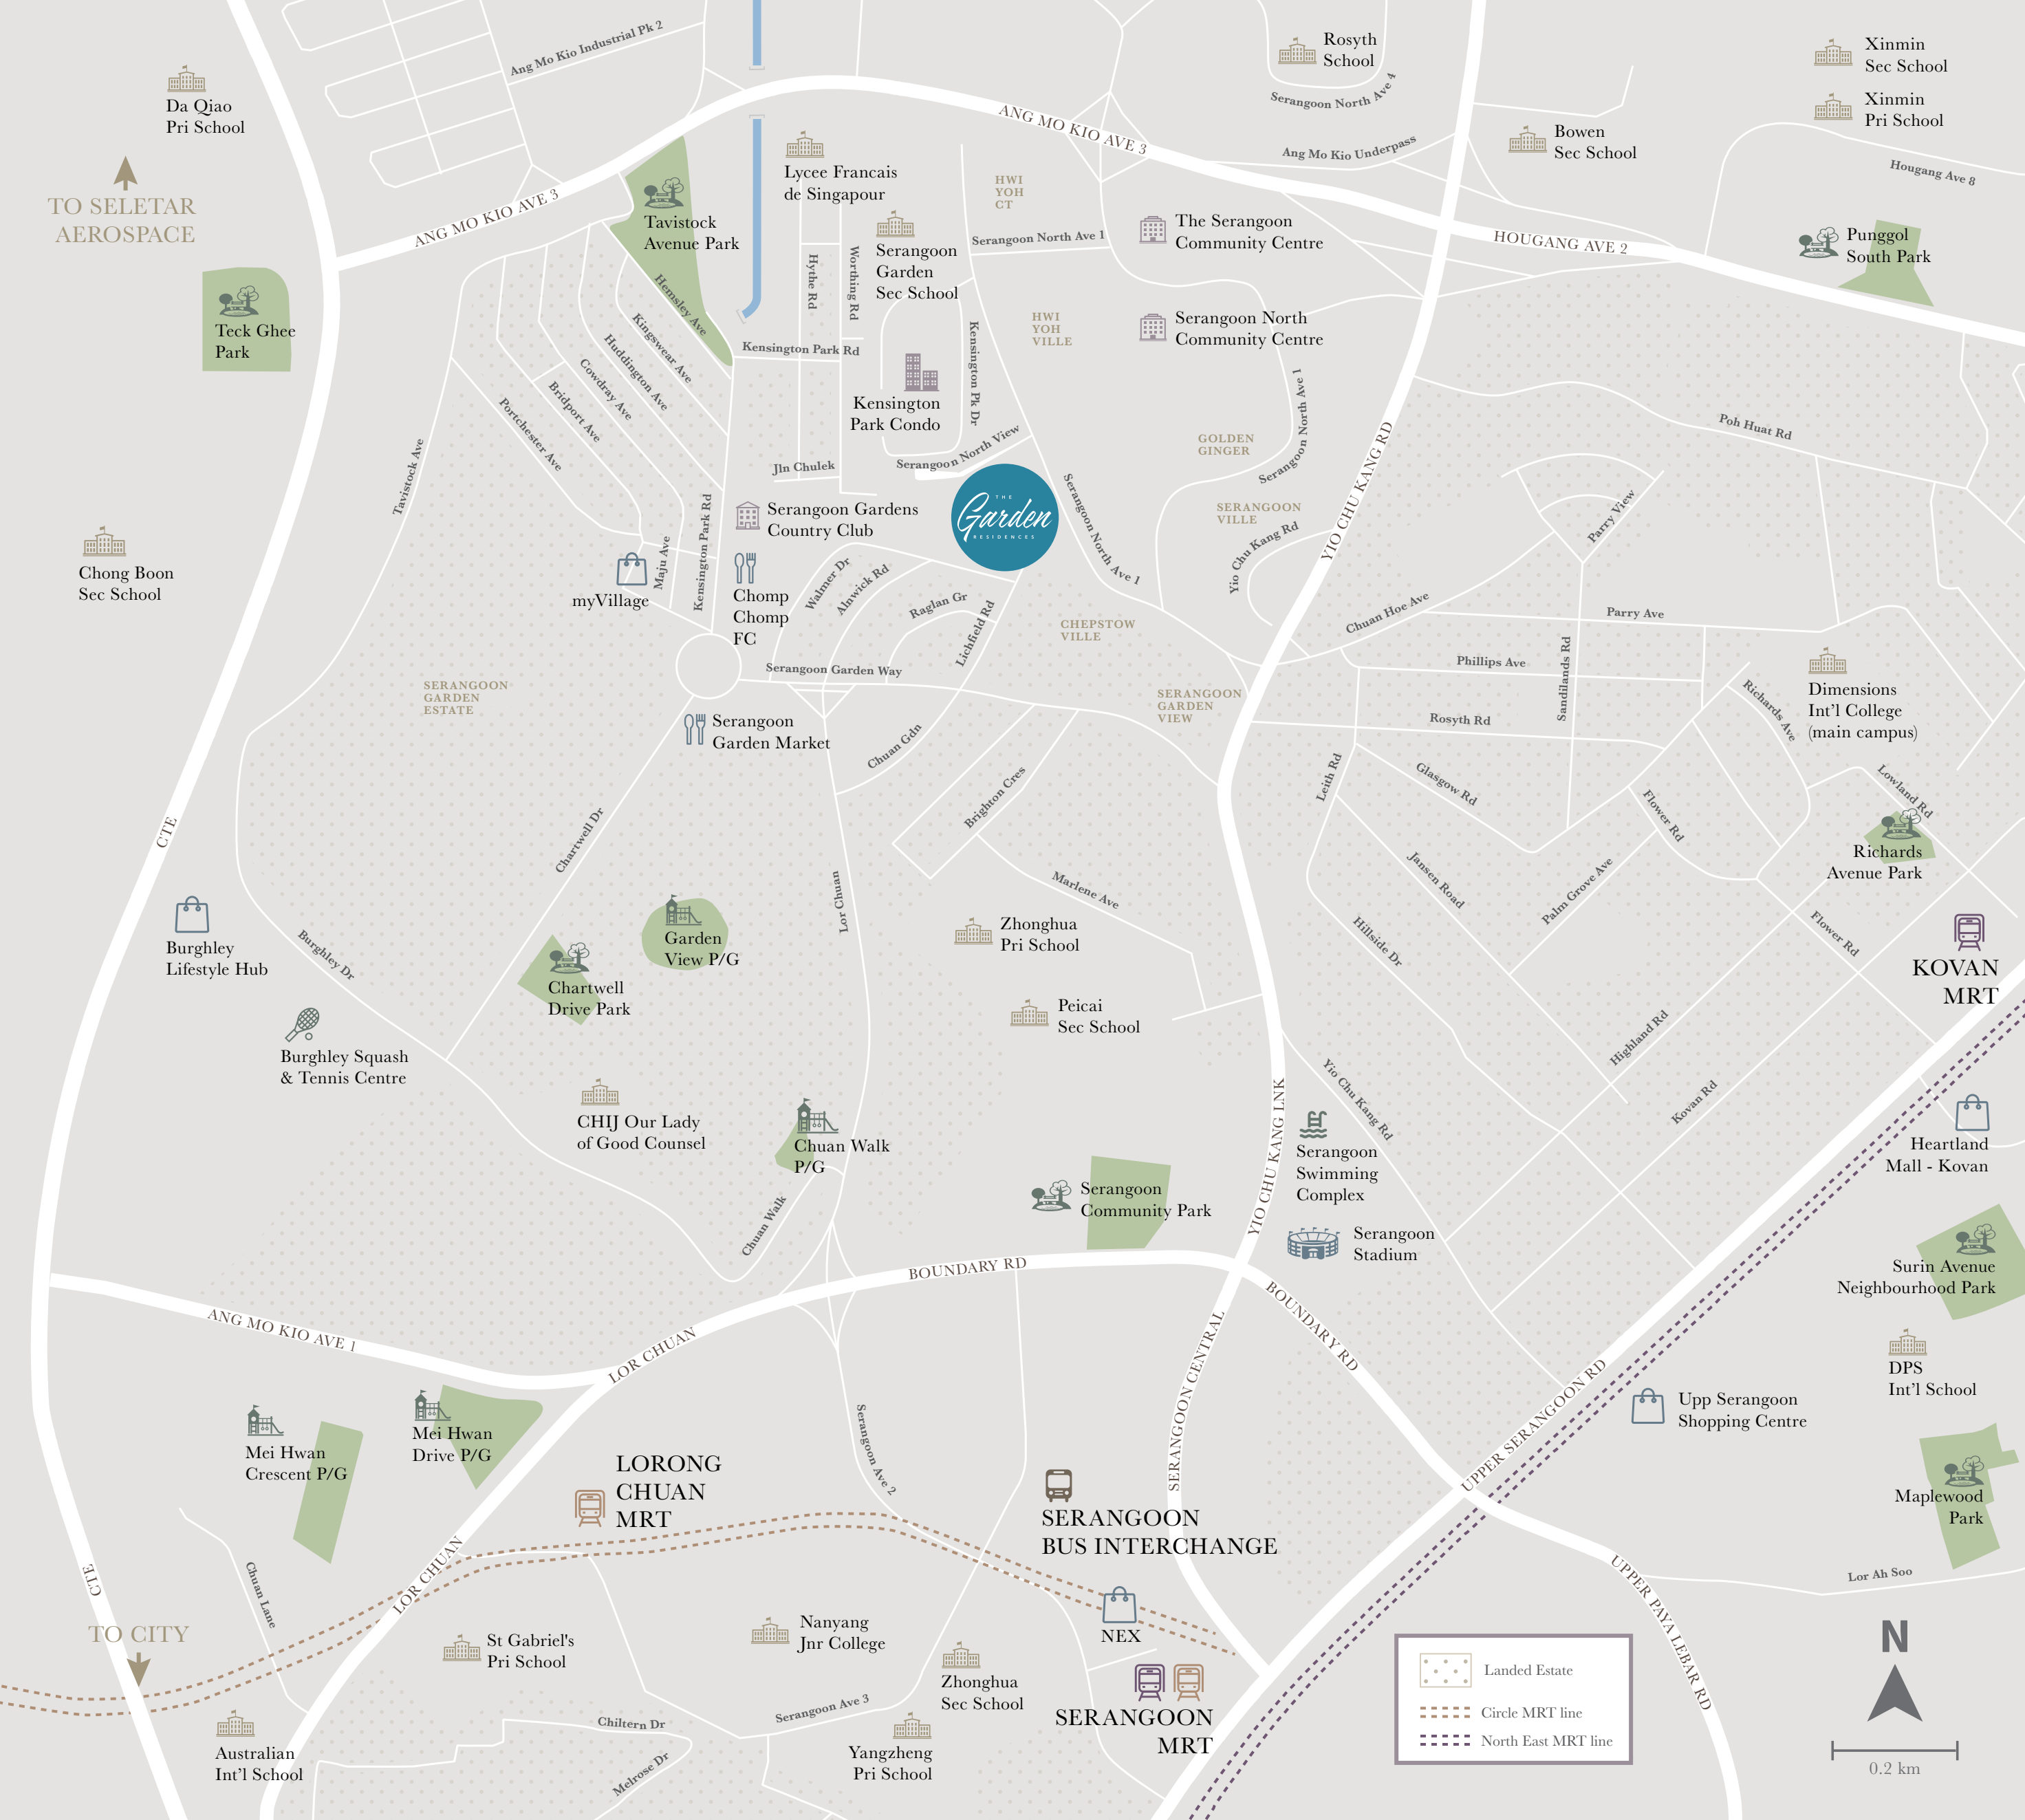 Ang Mo Kio Industrial Pk 2
Rosyth
School
Serangoon North Ave 4
Xinmin
Sec School
Xinmin
Pri School
Da Qiao
Pri School
TO SELETAR
AEROSPACE
ANG MO KIO AVE 3
ANG MO KIO AVE 3
Ang Mo Kio Underpass
Bowen
Sec School
Hougang Ave 8
HOUGANG AVE 2
Punggol
South Park
Lycee Francais
de Singapour
HWI
YOH
CT
Tavistock
Avenue Park
Serangoon
Garden
Sec School
Serangoon North Ave 1
The Serangoon
Community Centre
Teck Ghee
Park
Hemsley Ave
Hythe Rd
Worthing Rd
Kensington Park Rd
Kensington Pk Dr
HWI
YOH
VILLE
Serangoon North
Community Centre
Kingswear Ave
Huddington Ave
Cowdray Ave
Bridport Ave
Portchester Ave
Tavistock Ave
Kensington
Park Condo
Serangoon North View
Jln Chulek
GOLDEN
GINGER
Serangoon North Ave 1
YIO CHU KANG RD
Poh Huat Rd
Parry View
THE
Garden
RESIDENCES
Serangoon North Ave 1
SERANGOON
VILLE
Yio Chu Kang Rd
Serangoon Gardens
Country Club
Chong Boon
Sec School
myVillage
Maju Ave
Kensington Park Rd
Chomp
Chomp
FC
Walmer Dr
Alnwick Rd
Raglan Gr
Lichfield Rd
Serangoon Garden Way
CHEPSTOW
VILLE
Chuan Hoe Ave
Parry Ave
Phillips Ave
Sandilands Rd
Rosyth Rd
Richards Ave
Dimensions
Int'l College
(main campus)
SERANGOON
GARDEN
ESTATE
SERANGOON
GARDEN
VIEW
Serangoon
Garden Market
Chuan Gdn
Brighton Cres
Leith Rd
Glasgow Rd
Flower Rd
Lowland Rd
Richards
Avenue Park
CTE
Chartwell Dr
Lor Chuan
Marlene Ave
Jansen Road
Palm Grove Ave
Hillside Dr
Flower Rd
KOVAN
MRT
Burghley
Lifestyle Hub
Burghley Dr
Garden
View P/G
Chartwell
Drive Park
Zhonghua
Pri School
Peicai
Sec School
Burghley Squash
& Tennis Centre
Highland Rd
Kovan Rd
Yio Chu Kang Rd
YIO CHU KANG LNK
CHIJ Our Lady
of Good Counsel
Chuan Walk
P/G
Chuan Walk
Serangoon
Community Park
Serangoon
Swimming
Complex
Serangoon
Stadium
Heartland
Mall - Kovan
Surin Avenue
Neighbourhood Park
BOUNDARY RD
BOUNDARY RD
ANG MO KIO AVE 1
LOR CHUAN
SERANGOON CENTRAL
UPPER SERANGOON RD
DPS
Int'l School
Upp Serangoon
Shopping Centre
Mei Hwan
Crescent P/G
Mei Hwan
Drive P/G
Serangoon Ave 2
LORONG
CHUAN
MRT
SERANGOON
BUS INTERCHANGE
Maplewood
Park
Lor Ah Soo
UPPER PAYA LEBAR RD
CTE
LOR CHUAN
Chuan Lane
TO CITY
St Gabriel's
Pri School
Nanyang
Jnr College
NEX
Zhonghua
Sec School
SERANGOON
MRT
Serangoon Ave 3
Chiltern Dr
Melrose Dr
Yangzheng
Pri School
Australian
Int'l School
Landed Estate
Circle MRT line
North East MRT line
N
0.2 km